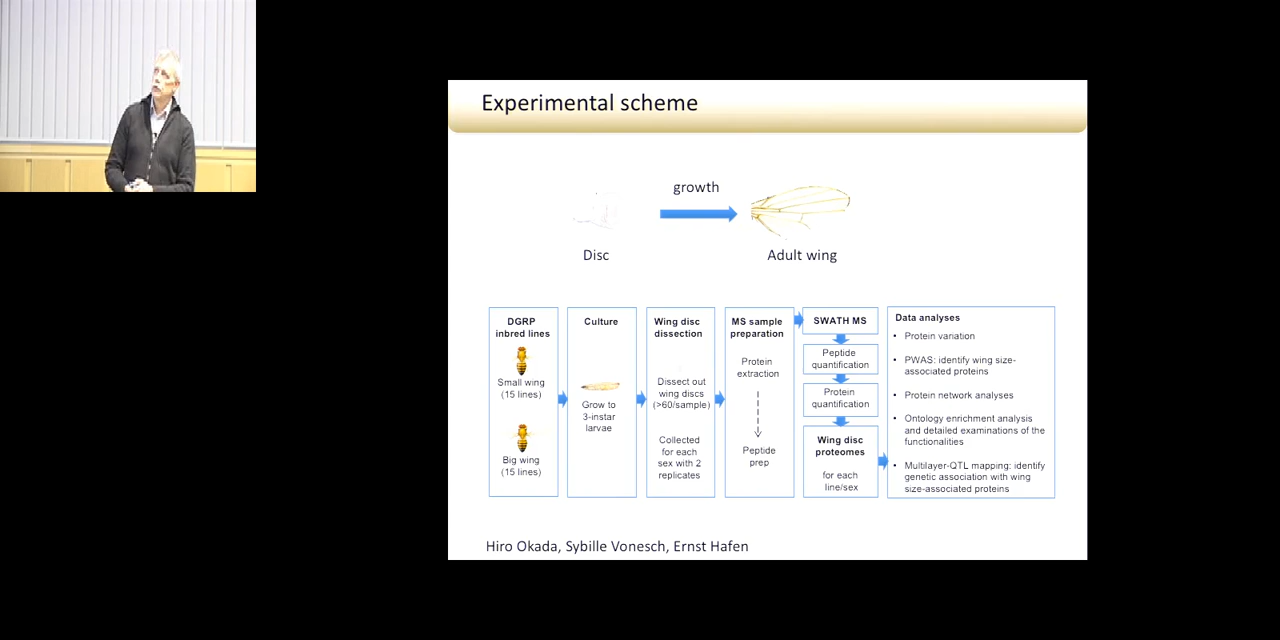 Experimental scheme
growth
Disc
Adult wing
DGRP
inbred lines
Small wing
(15 lines)
Big wing
(15 lines)
Culture
Grow to
3-instar
larvae
Wing disc
dissection
Dissect out
wing discs
(>60/sample)
Collected
for each
sex with 2
replicates
MS sample
preparation
Protein
extraction
Peptide
prep
SWATH MS
Peptide
quantification
Protein
quantification
Wing disc
proteomes
for each
line/sex
Data analyses
• Protein variation
• PWAS: identify wing size-
associated proteins
• Protein network analyses
• Ontology enrichment analysis
and detailed examinations of the
functionalities
• Multilayer-QTL mapping: identify
genetic association with wing
size-associated proteins
Hiro Okada, Sybille Vonesch, Ernst Hafen